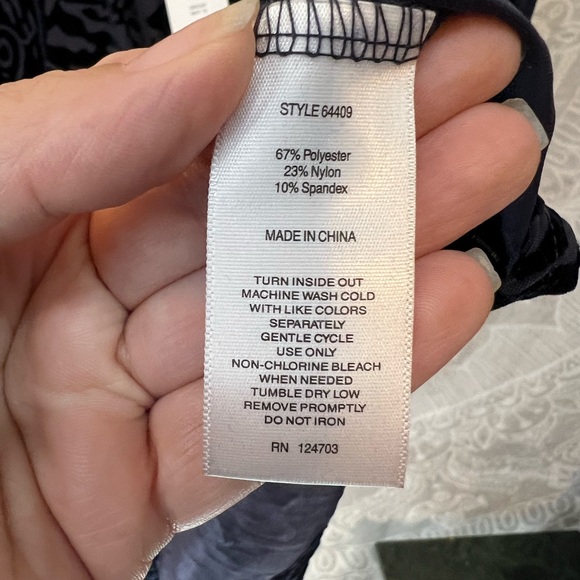 STYLE 64409
67% Polyester
23% Nylon
10% Spandex
MADE IN CHINA
TURN INSIDE OUT
MACHINE WASH COLD
WITH LIKE COLORS
SEPARATELY
GENTLE CYCLE
USE ONLY
NON-CHLORINE BLEACH
WHEN NEEDED
TUMBLE DRY LOW
REMOVE PROMPTLY
DO NOT IRON
RN 124703